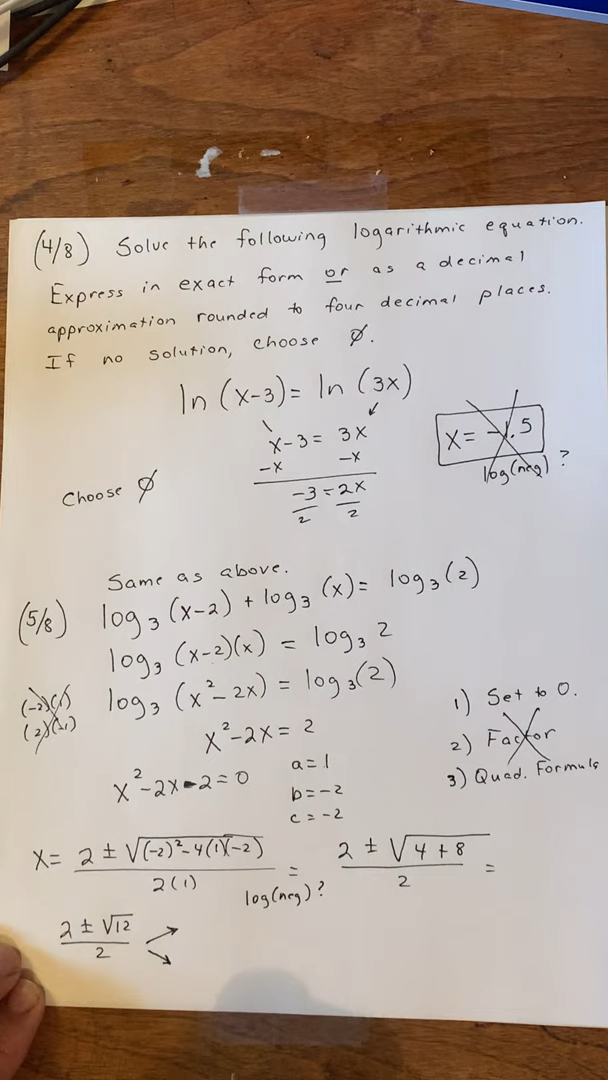 (4/8) Solve the following logarithmic equation.
Express in exact form or as a decimal
approximation rounded to four decimal places.
If no solution, choose ∅.
ln (x-3) = ln (3x)
x-3 = 3x
-x -x
-3 = 2x
2 2
x = -1.5
log(neg) ?
Choose ∅
Same as above.
(5/8) log₃ (x-2) + log₃ (x) = log₃ (2)
log₃ (x-2)(x) = log₃ 2
log₃ (x²-2x) = log₃(2)
(-2)(1)
(2)(-1)
x²-2x = 2
x²-2x-2=0
a=1
b=-2
c=-2
1) Set to 0.
2) Factor
3) Quad. Formula
x= 2 ± √(-2)²-4(1)(-2) / 2(1) = 2 ± √4+8 / 2 =
log(neg)?
2 ± √12 / 2